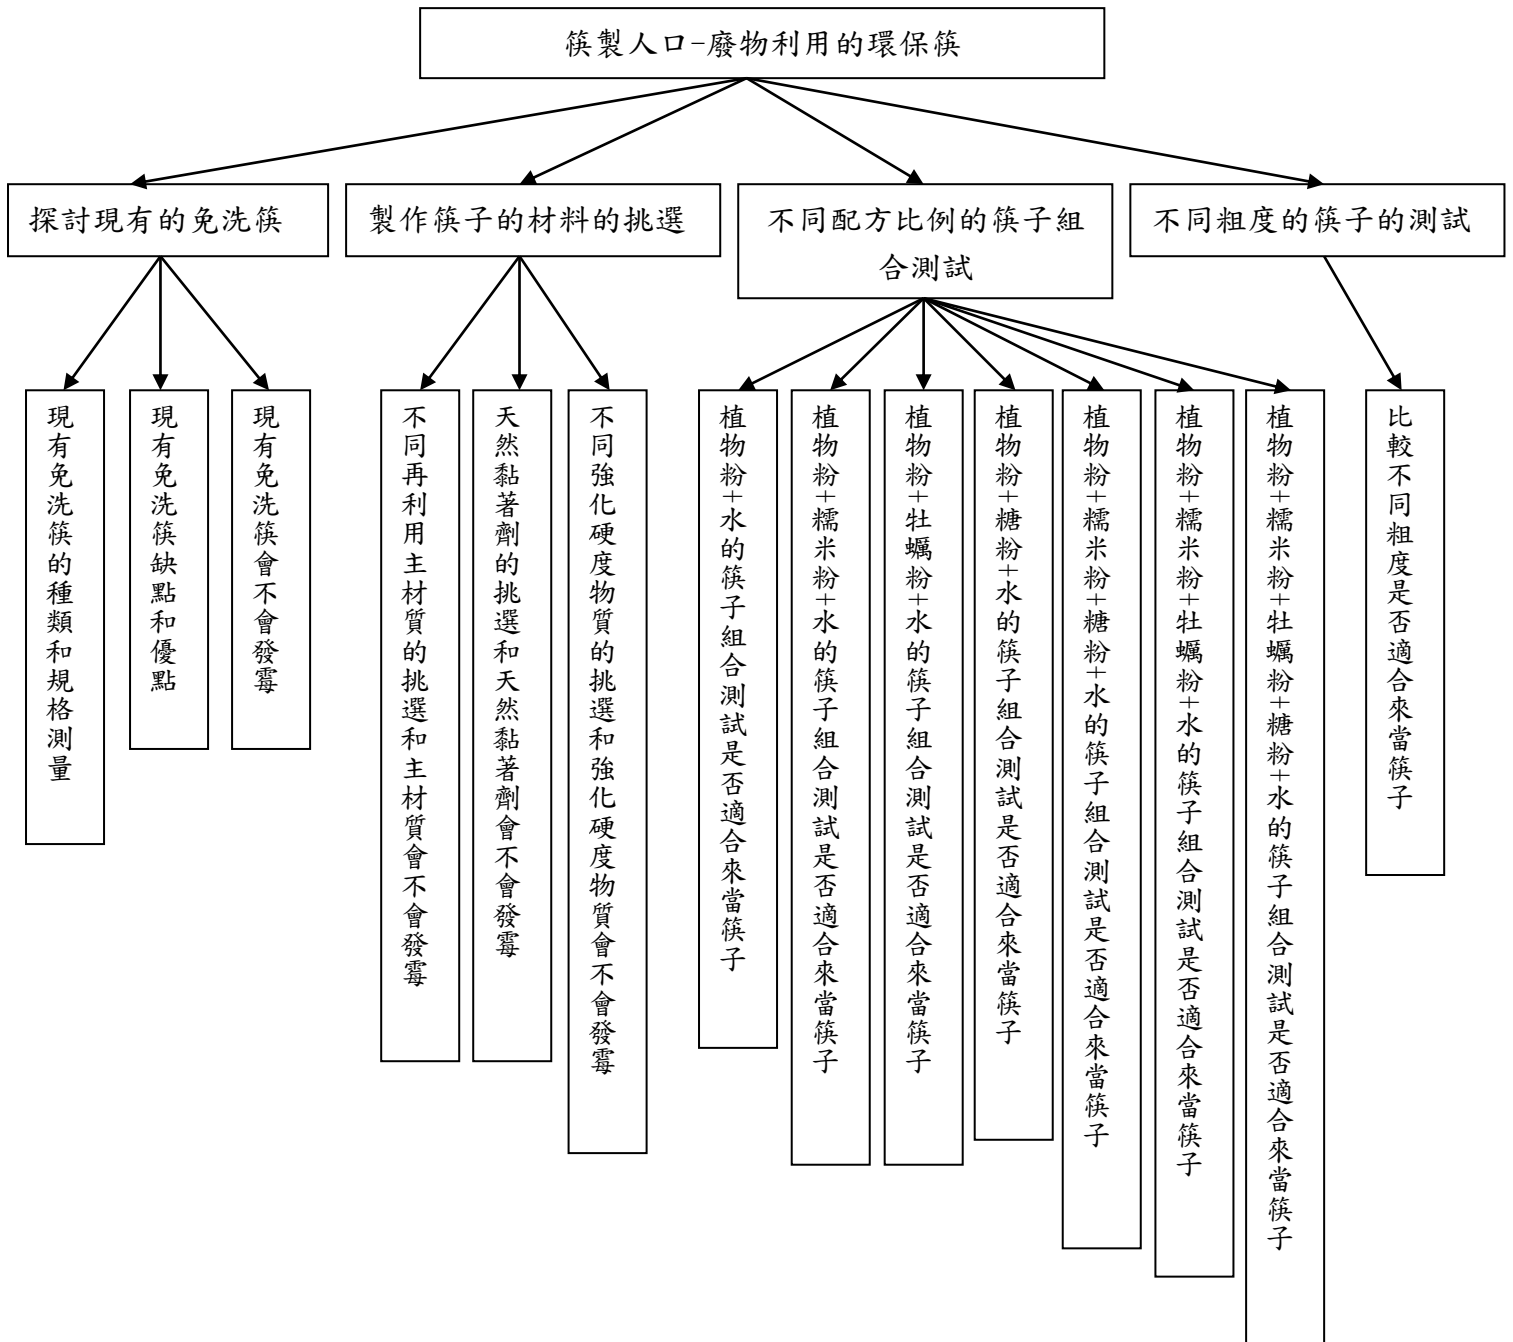 筷製人口-廢物利用的環保筷
探討現有的免洗筷
製作筷子的材料的挑選
不同配方比例的筷子組
合測試
不同粗度的筷子的測試
現有免洗筷的種類和規格測量
現有免洗筷缺點和優點
現有免洗筷會不會發霉
不同再利用主材質的挑選和主材質會不會發霉
天然黏著劑的挑選和天然黏著劑會不會發霉
不同強化硬度物質的挑選和強化硬度物質會不會發霉
植物粉+水的筷子組合測試是否適合來當筷子
植物粉+糯米粉+水的筷子組合測試是否適合來當筷子
植物粉+牡蠣粉+水的筷子組合測試是否適合來當筷子
植物粉+糖粉+水的筷子組合測試是否適合來當筷子
植物粉+糯米粉+糖粉+水的筷子組合測試是否適合來當筷子
植物粉+糯米粉+牡蠣粉+水的筷子組合測試是否適合來當筷子
植物粉+糯米粉+牡蠣粉+糖粉+水的筷子組合測試是否適合來當筷子
比較不同粗度是否適合來當筷子